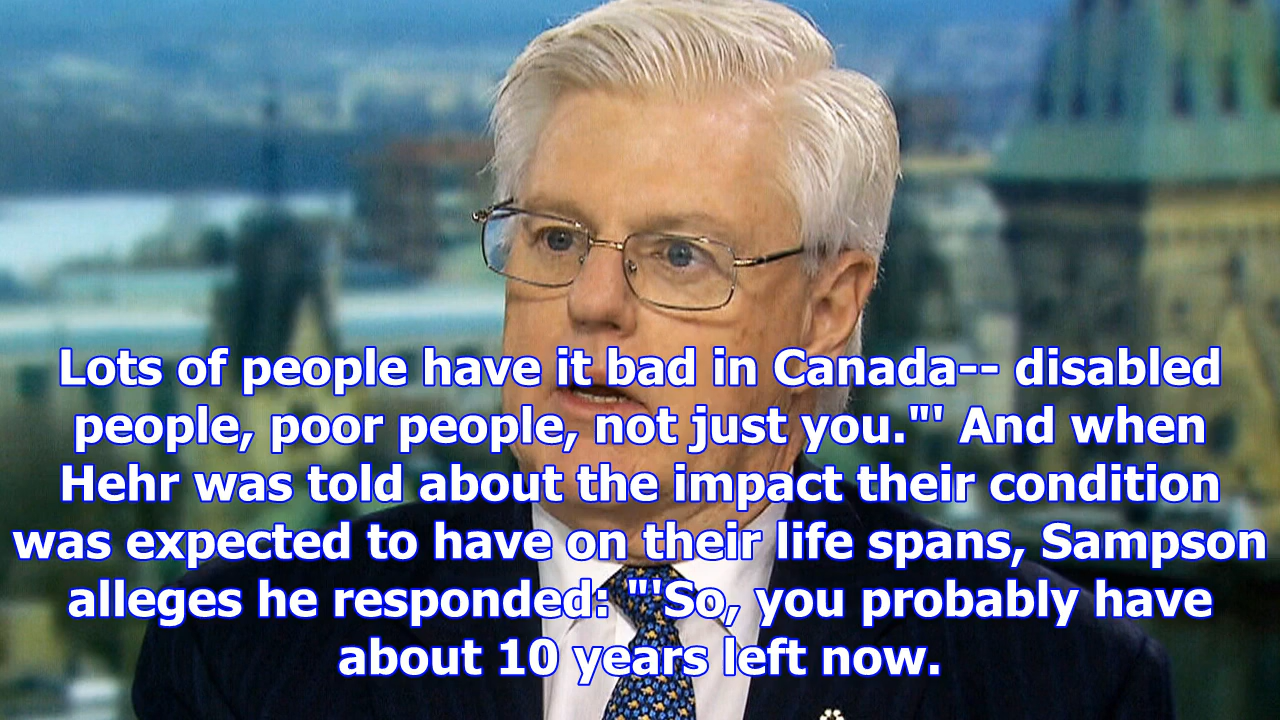 Lots of people have it bad in Canada-- disabled
people, poor people, not just you."' And when
Hehr was told about the impact their condition
was expected to have on their life spans, Sampson
alleges he responded: "'So, you probably have
about 10 years left now.